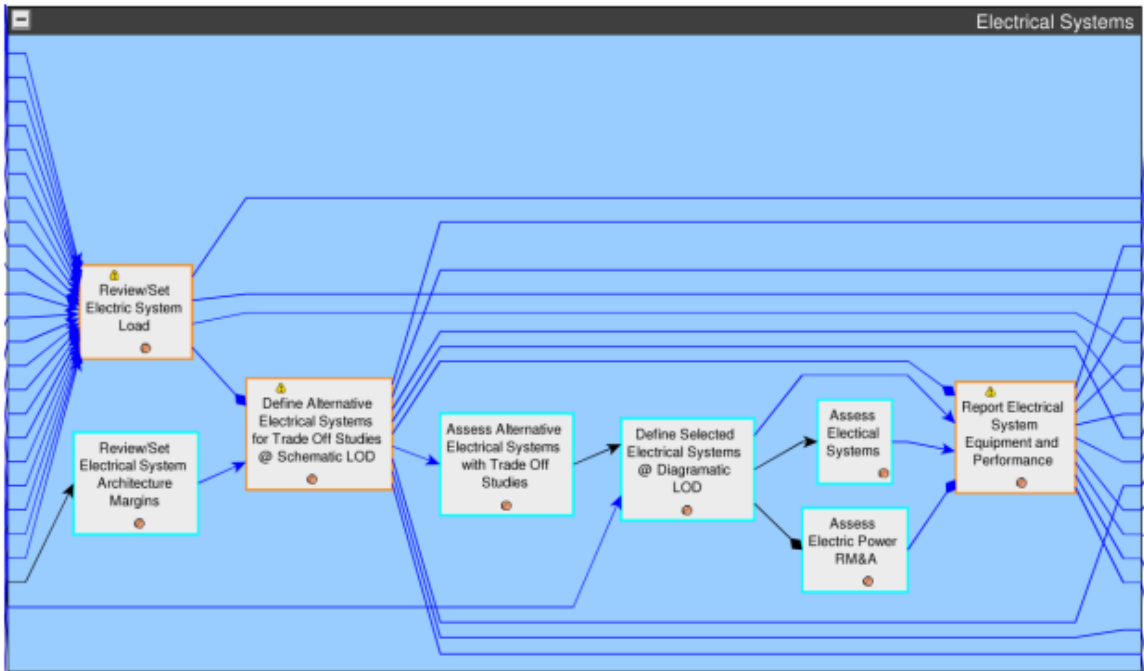 Electrical Systems
Review/Set
Electric System
Load
Define Alternative
Electrical Systems
for Trade Off Studies
@ Schematic LOD
Review/Set
Electrical System
Architecture
Margins
Assess Alternative
Electrical Systems
with Trade Off
Studies
Define Selected
Electrical Systems
@ Diagramatic
LOD
Assess
Electical
Systems
Assess
Electric Power
RM&A
Report Electrical
System
Equipment and
Performance